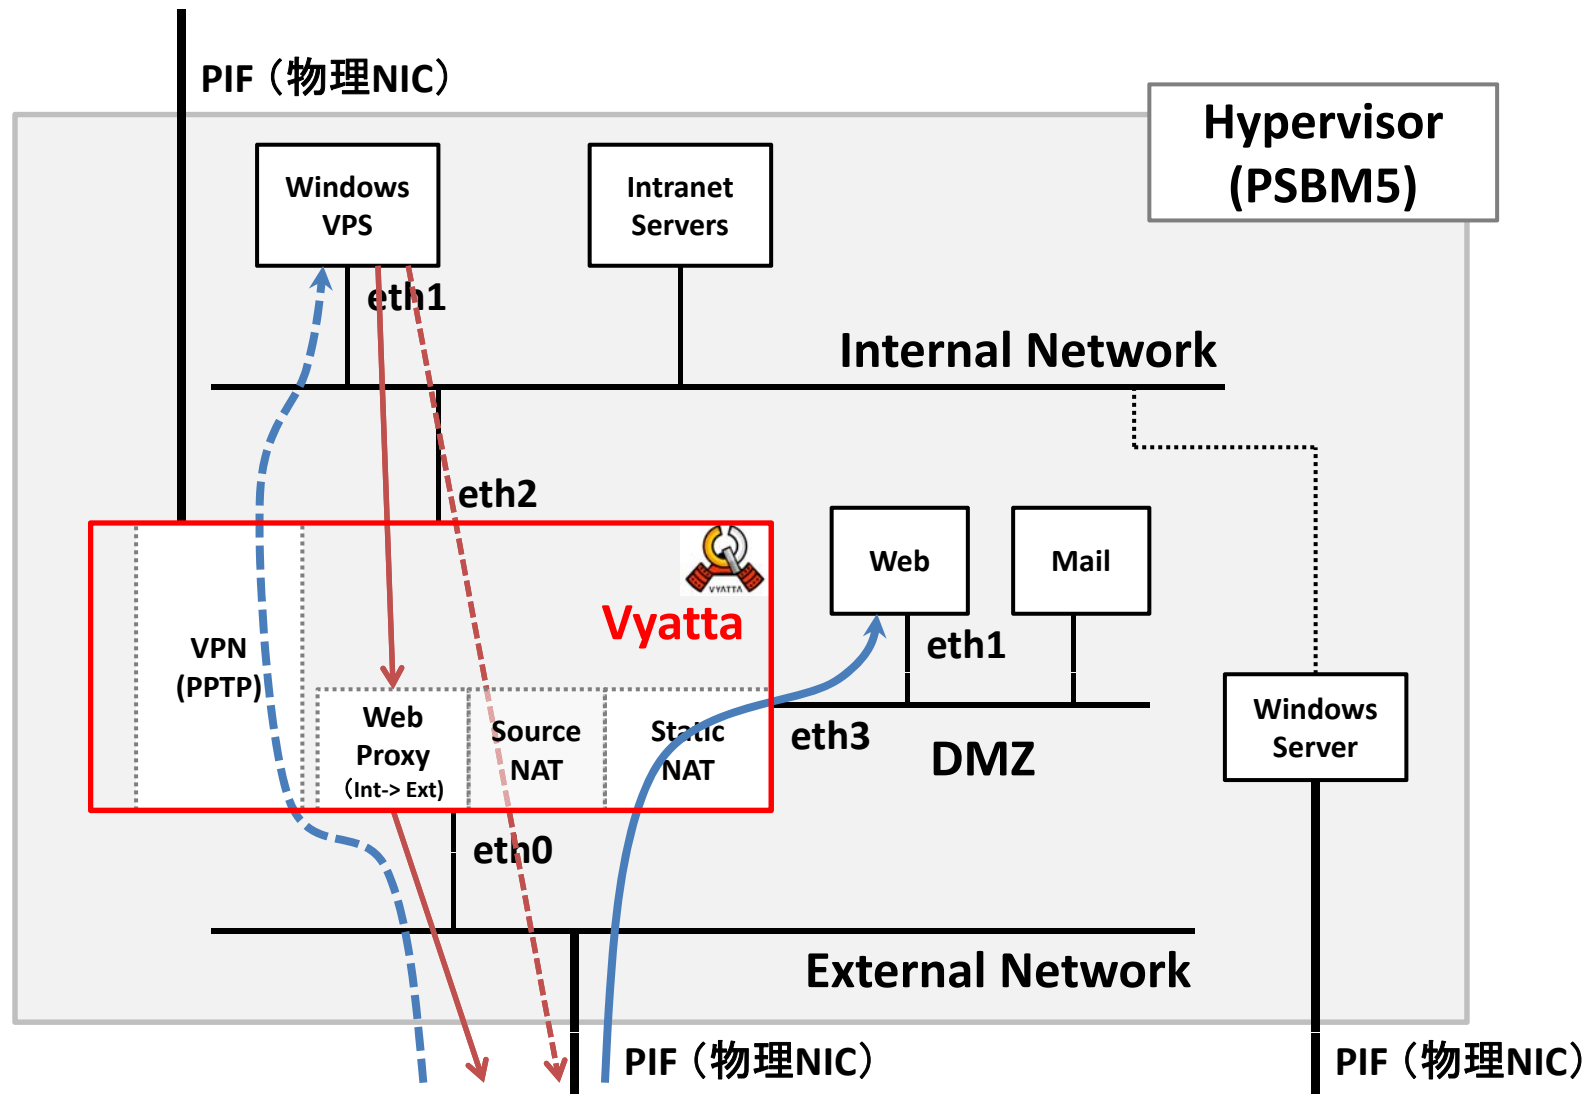 PIF（物理NIC）
Hypervisor
(PSBM5)
Windows
VPS
Intranet
Servers
eth1
Internal Network
eth2
VYATTA
Vyatta
Web
Mail
eth1
VPN
(PPTP)
Web
Proxy
（Int-> Ext)
Source
NAT
Static
NAT
eth3
DMZ
Windows
Server
eth0
External Network
PIF（物理NIC）
PIF（物理NIC）